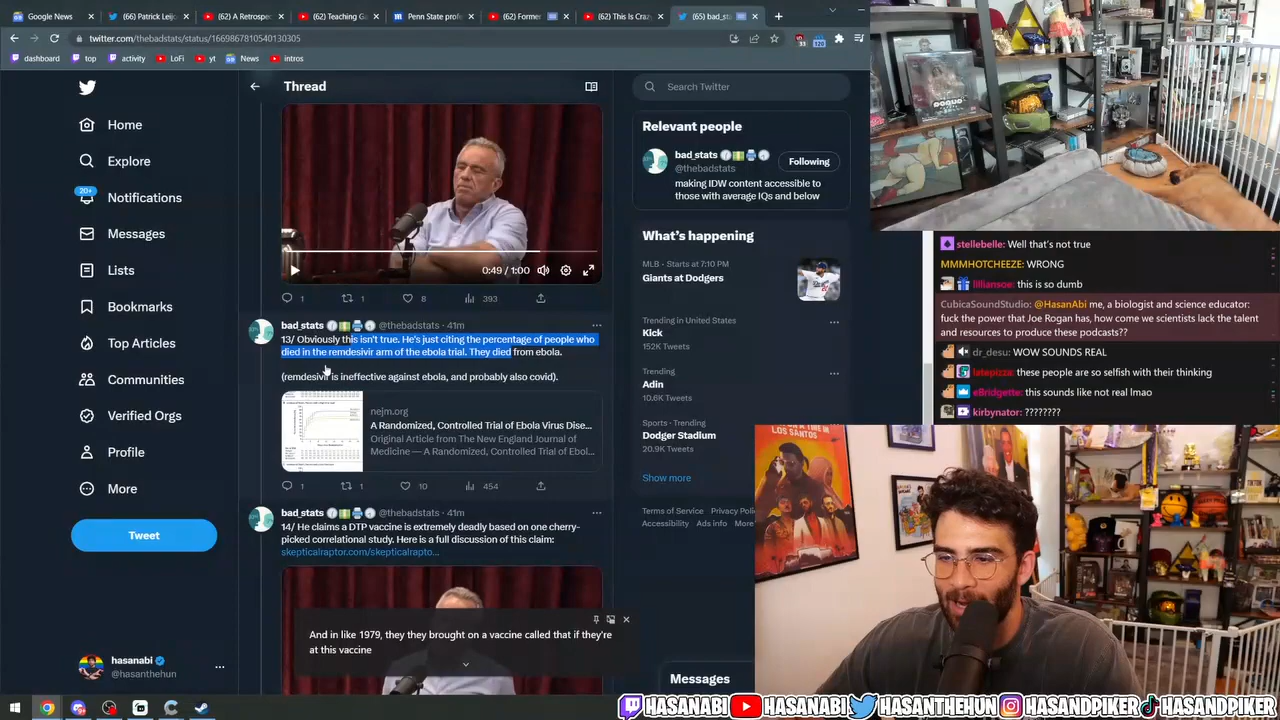 Google News
(66) Patrick Leijo
(62) A Retrospec
(62) Teaching Ga
Penn State prof
(62) Former
(62) This Is Craz
(65) bad_st
twitter.com/thebadstats/status/1669867810540130305
33
120
dashboard
top
activity
LoFi
yt
News
intros
Thread
Search Twitter
Home
Explore
20+
Notifications
Messages
Lists
Bookmarks
Top Articles
Communities
Verified Orgs
Profile
More
Tweet
hasanabi
@hasanthehun
0:49 / 1:00
1
1
8
393
bad_stats @thebadstats · 41m
13/ Obviously this isn't true. He's just citing the percentage of people who
died in the remdesivir arm of the ebola trial. They died from ebola.
(remdesivir is ineffective against ebola, and probably also covid).
nejm.org
A Randomized, Controlled Trial of Ebola Virus Dise...
Original Article from The New England Journal of
Medicine — A Randomized, Controlled Trial of Ebol...
1
1
10
454
bad_stats @thebadstats · 41m
14/ He claims a DTP vaccine is extremely deadly based on one cherry-
picked correlational study. Here is a full discussion of this claim:
skepticalraptor.com/skepticalrapto...
And in like 1979, they they brought on a vaccine called that if they're
at this vaccine
Relevant people
bad_stats
@thebadstats
Following
making IDW content accessible to
those with average IQs and below
What's happening
MLB · Starts at 7:10 PM
Giants at Dodgers
Trending in United States
Kick
152K Tweets
Trending
Adin
10.6K Tweets
Sports · Trending
Dodger Stadium
20.9K Tweets
Show more
Terms of Service
Privacy Polic
Accessibility
Ads info
More
Messages
stellebelle: Well that's not true
MMMHOTCHEEZE: WRONG
lilliansoe: this is so dumb
CubicaSoundStudio: @HasanAbi me, a biologist and science educator:
fuck the power that Joe Rogan has, how come we scientists lack the talent
and resources to produce these podcasts??
dr_desu: WOW SOUNDS REAL
latepizza: these people are so selfish with their thinking
eBridgette: this sounds like not real lmao
kirbynator: ????????
LOS SANTOS
HASANABI
HASANABI
HASANTHEHUN
HASANDPIKER
HASANDPIKER